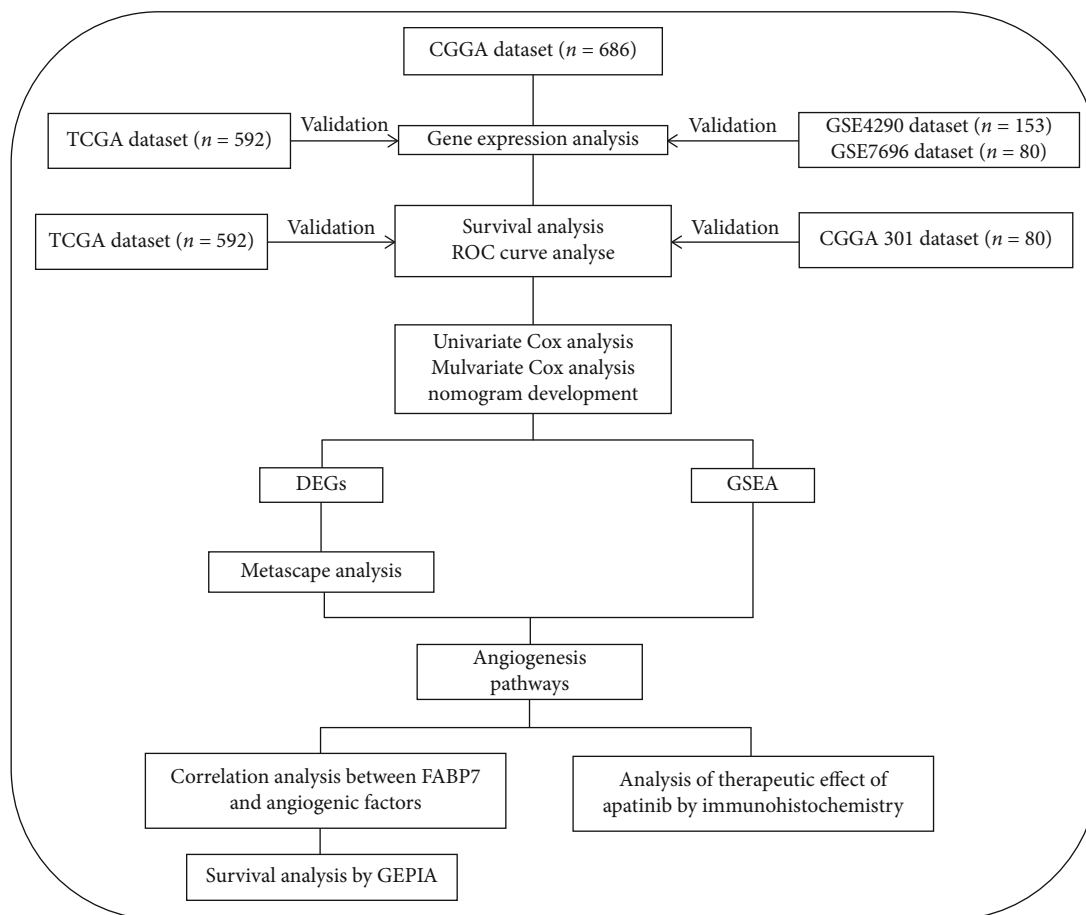 CGGA dataset (n = 686)
TCGA dataset (n = 592)
Validation
Gene expression analysis
Validation
GSE4290 dataset (n = 153)
GSE7696 dataset (n = 80)
TCGA dataset (n = 592)
Validation
Survival analysis
ROC curve analyse
Validation
CGGA 301 dataset (n = 80)
Univariate Cox analysis
Mulvariate Cox analysis
nomogram development
DEGs
GSEA
Metascape analysis
Angiogenesis
pathways
Correlation analysis between FABP7
and angiogenic factors
Analysis of therapeutic effect of
apatinib by immunohistochemistry
Survival analysis by GEPIA